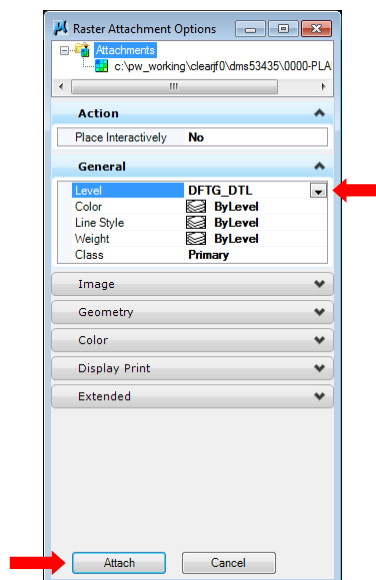 Raster Attachment Options
Attachments
c:\pw_working\clearjf0\dms53435\0000-PLA
Action
Place Interactively No
General
Level DFTG_DTL
Color ByLevel
Line Style ByLevel
Weight ByLevel
Class Primary
Image
Geometry
Color
Display Print
Extended
Attach Cancel